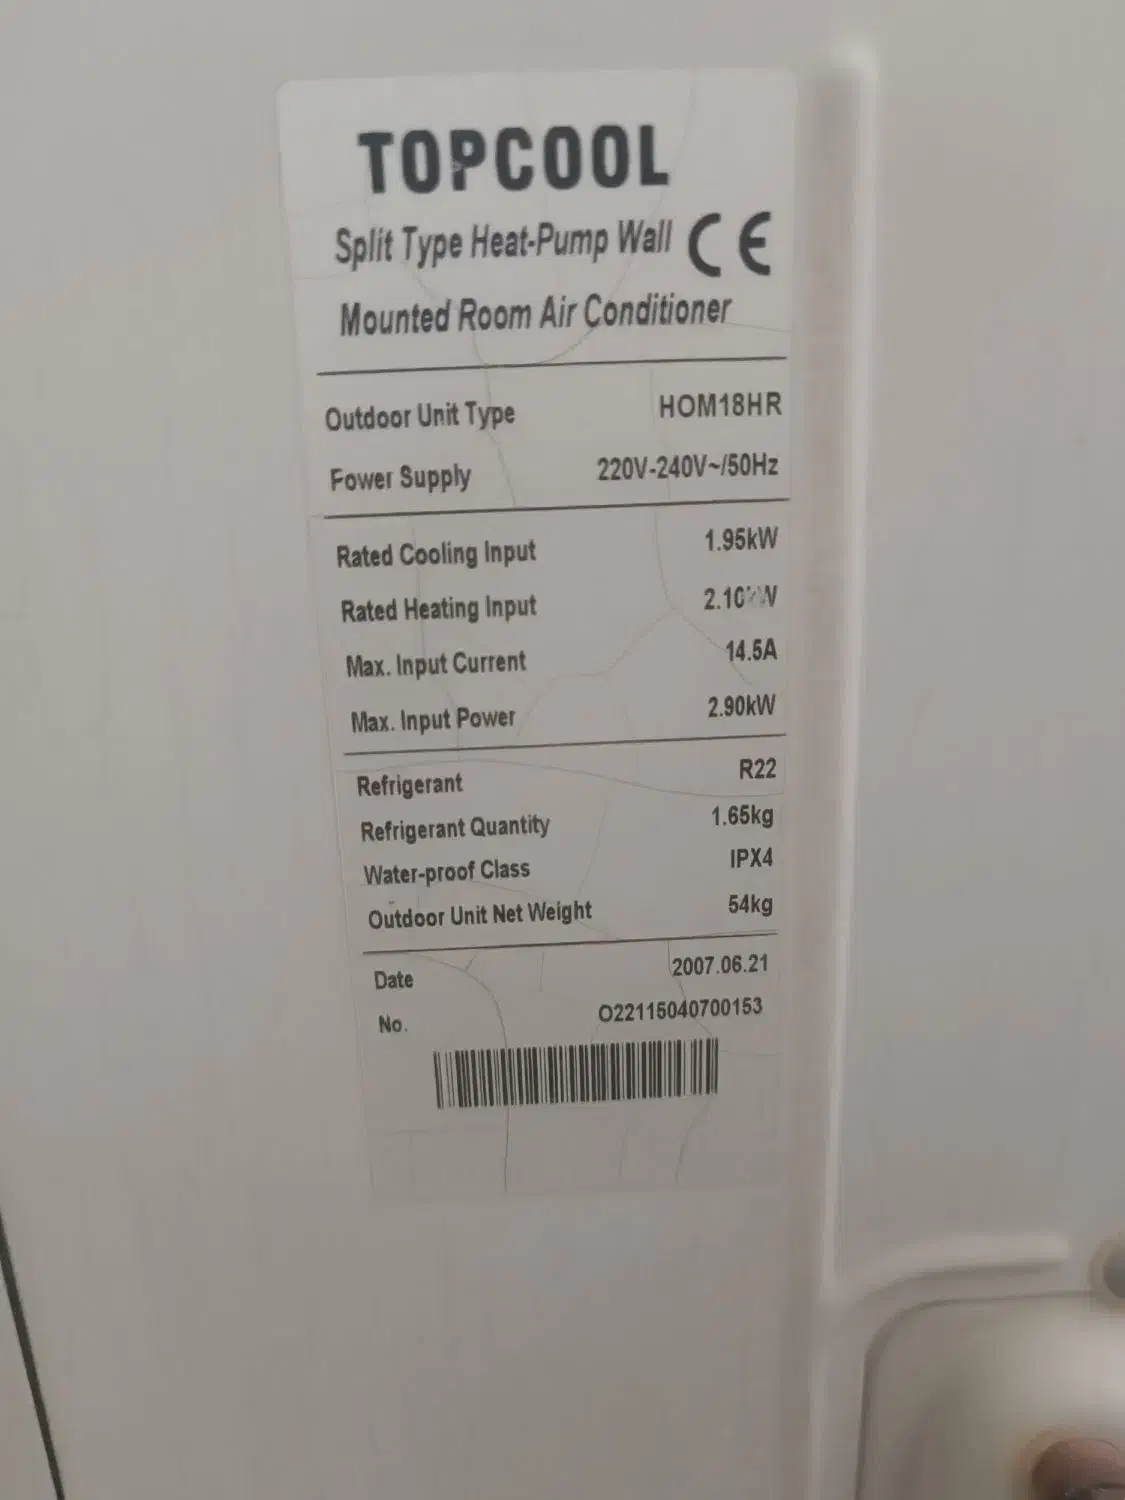 TOPCOOL
Split Type Heat-Pump Wall CE
Mounted Room Air Conditioner
Outdoor Unit Type HOM18HR
Power Supply 220V-240V~/50Hz
Rated Cooling Input 1.95kW
Rated Heating Input 2.10kW
Max. Input Current 14.5A
Max. Input Power 2.90kW
Refrigerant R22
Refrigerant Quantity 1.65kg
Water-proof Class IPX4
Outdoor Unit Net Weight 54kg
Date 2007.06.21
No. O22115040700153